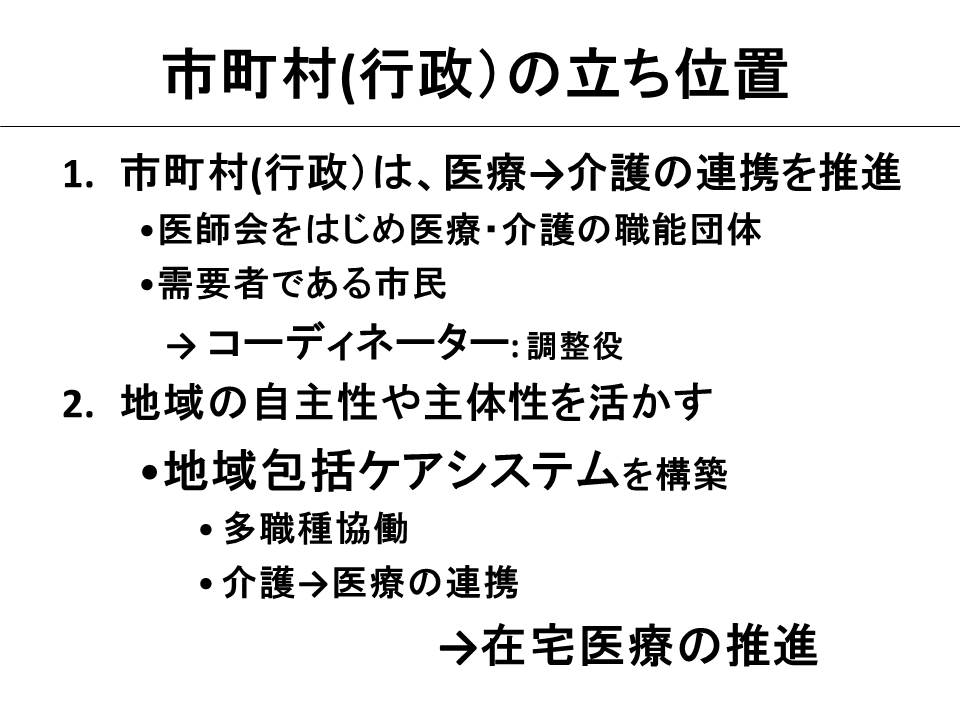 市町村(行政）の立ち位置
1. 市町村(行政）は、医療→介護の連携を推進
•医師会をはじめ医療・介護の職能団体
•需要者である市民
→ コーディネーター: 調整役
2. 地域の自主性や主体性を活かす
•地域包括ケアシステムを構築
• 多職種協働
• 介護→医療の連携
→在宅医療の推進